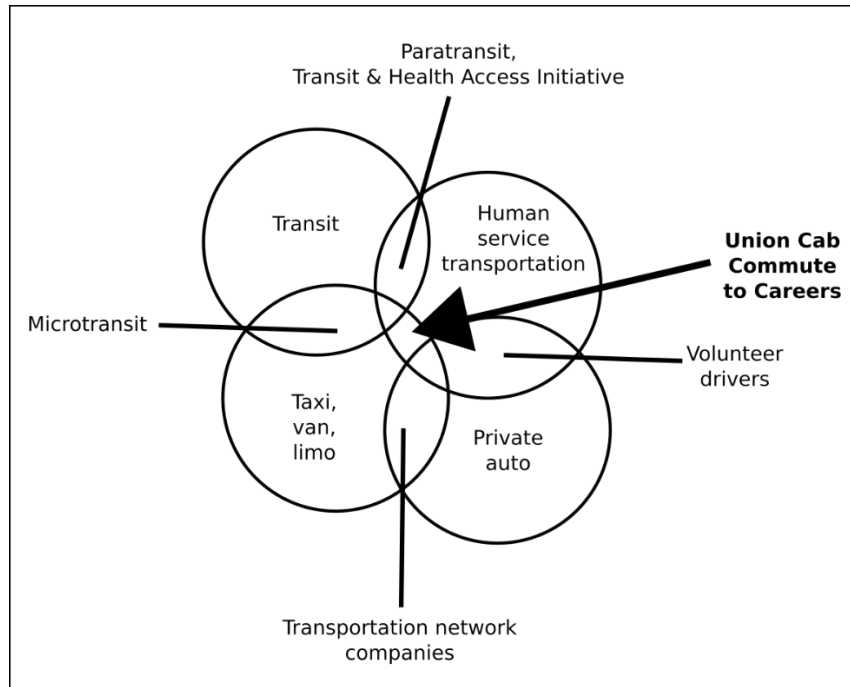 Paratransit,
Transit & Health Access Initiative
Transit
Human
service
transportation
Union Cab
Commute
to Careers
Microtransit
Volunteer
drivers
Taxi,
van,
limo
Private
auto
Transportation network
companies